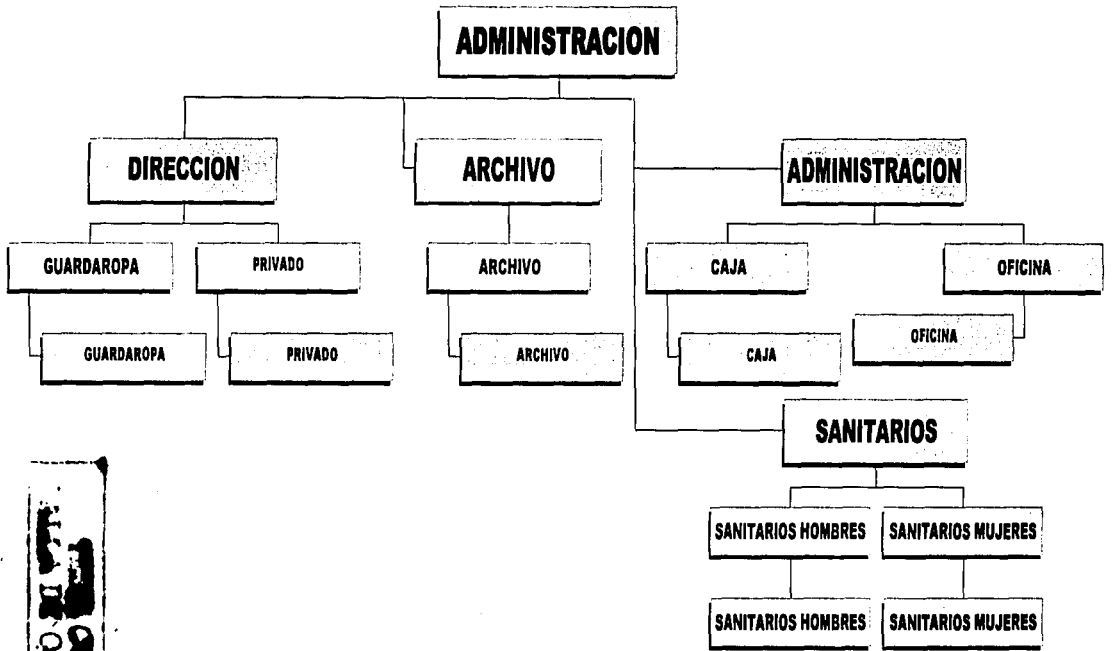 ADMINISTRACION
DIRECCION
ARCHIVO
ADMINISTRACION
GUARDAROPA
PRIVADO
ARCHIVO
CAJA
OFICINA
GUARDAROPA
PRIVADO
ARCHIVO
CAJA
OFICINA
SANITARIOS
SANITARIOS HOMBRES
SANITARIOS MUJERES
SANITARIOS HOMBRES
SANITARIOS MUJERES